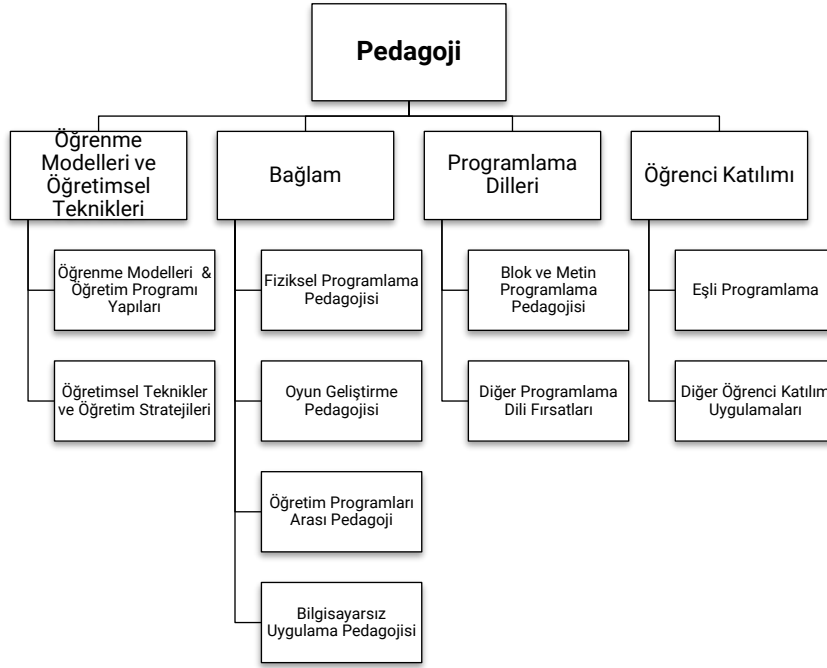 Pedagoji
Öğrenme
Modelleri ve
Öğretimsel
Teknikleri
Bağlam
Programlama
Dilleri
Öğrenci Katılımı
Öğrenme Modelleri & 
Öğretim Programı
Yapıları
Fiziksel Programlama
Pedagojisi
Blok ve Metin
Programlama
Pedagojisi
Eşli Programlama
Öğretimsel Teknikler
ve Öğretim Stratejileri
Oyun Geliştirme
Pedagojisi
Diğer Programlama
Dili Fırsatları
Diğer Öğrenci Katılım
Uygulamaları
Öğretim Programları
Arası Pedagoji
Bilgisayarsız
Uygulama Pedagojisi